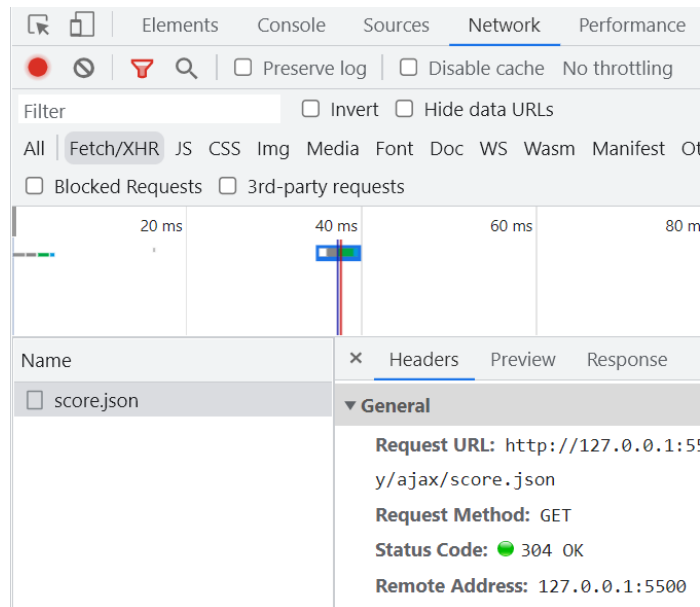 Elements Console Sources Network Performance
Preserve log Disable cache No throttling
Filter Invert Hide data URLs
All Fetch/XHR JS CSS Img Media Font Doc WS Wasm Manifest Ot
Blocked Requests 3rd-party requests
20 ms 40 ms 60 ms 80 m
Name × Headers Preview Response
score.json
▼General
Request URL: http://127.0.0.1:55
y/ajax/score.json
Request Method: GET
Status Code: 304 OK
Remote Address: 127.0.0.1:5500